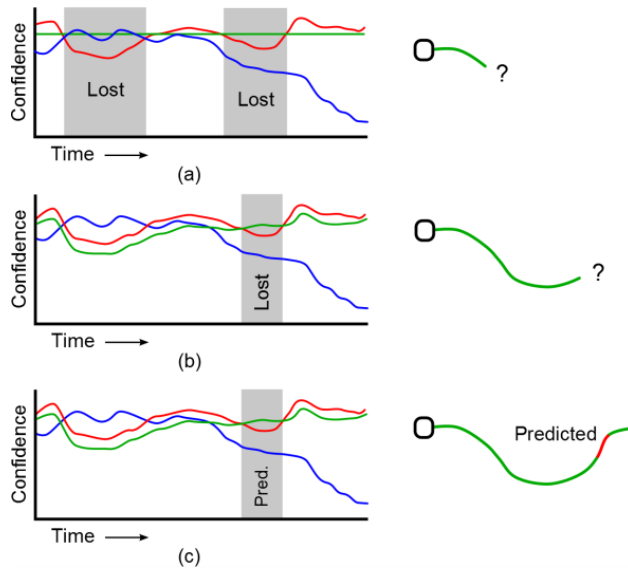 Confidence
Lost
Lost
Time
?
(a)
Confidence
Lost
Time
?
(b)
Confidence
Pred.
Time
Predicted
(c)